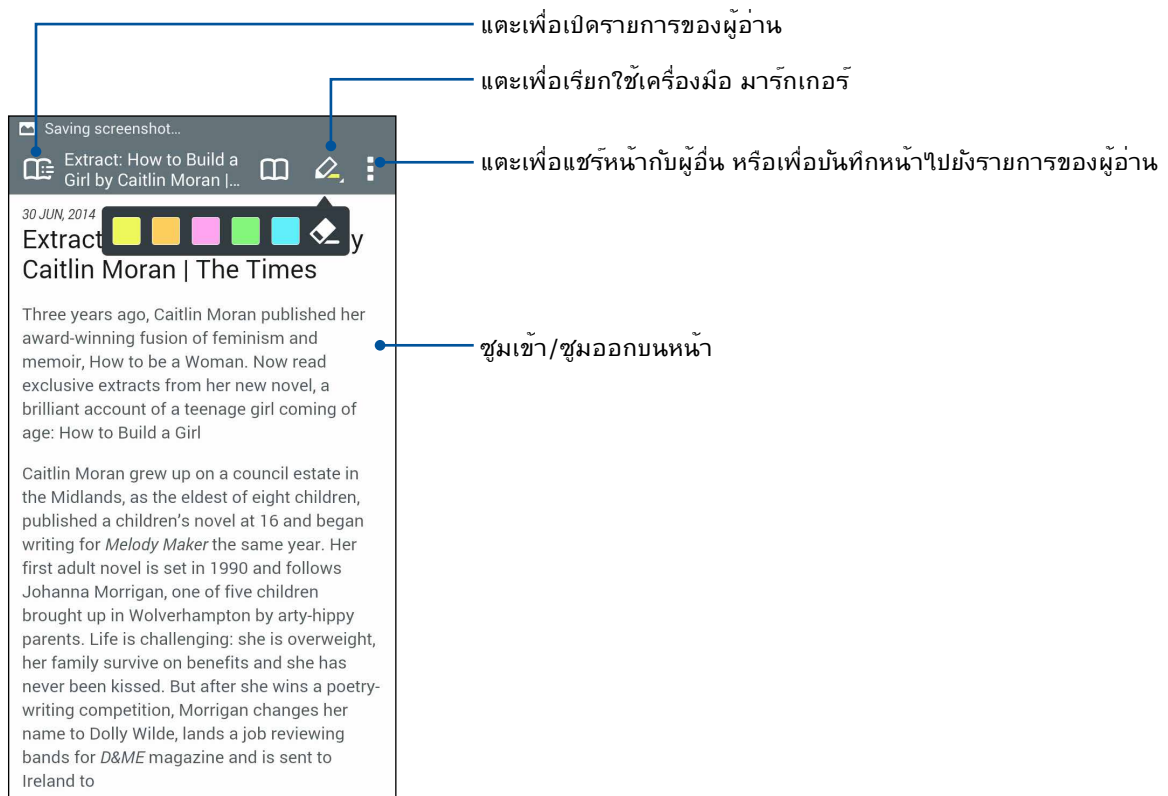 แตะเพื่อเปิดรายการของผู้อ่าน
แตะเพื่อเรียกใช้เครื่องมือ มาร์กเกอร์
แตะเพื่อแชร์หน้ากับผู้อื่น หรือเพื่อบันทึกหน้าไปยังรายการของผู้อ่าน
ซูมเข้า/ซูมออกบนหน้า
Saving screenshot...
Extract: How to Build a
Girl by Caitlin Moran |...
30 JUN, 2014
Extract y
Caitlin Moran | The Times
Three years ago, Caitlin Moran published her
award-winning fusion of feminism and
memoir, How to be a Woman. Now read
exclusive extracts from her new novel, a
brilliant account of a teenage girl coming of
age: How to Build a Girl
Caitlin Moran grew up on a council estate in
the Midlands, as the eldest of eight children,
published a children's novel at 16 and began
writing for Melody Maker the same year. Her
first adult novel is set in 1990 and follows
Johanna Morrigan, one of five children
brought up in Wolverhampton by arty-hippy
parents. Life is challenging: she is overweight,
her family survive on benefits and she has
never been kissed. But after she wins a poetry-
writing competition, Morrigan changes her
name to Dolly Wilde, lands a job reviewing
bands for D&ME magazine and is sent to
Ireland to